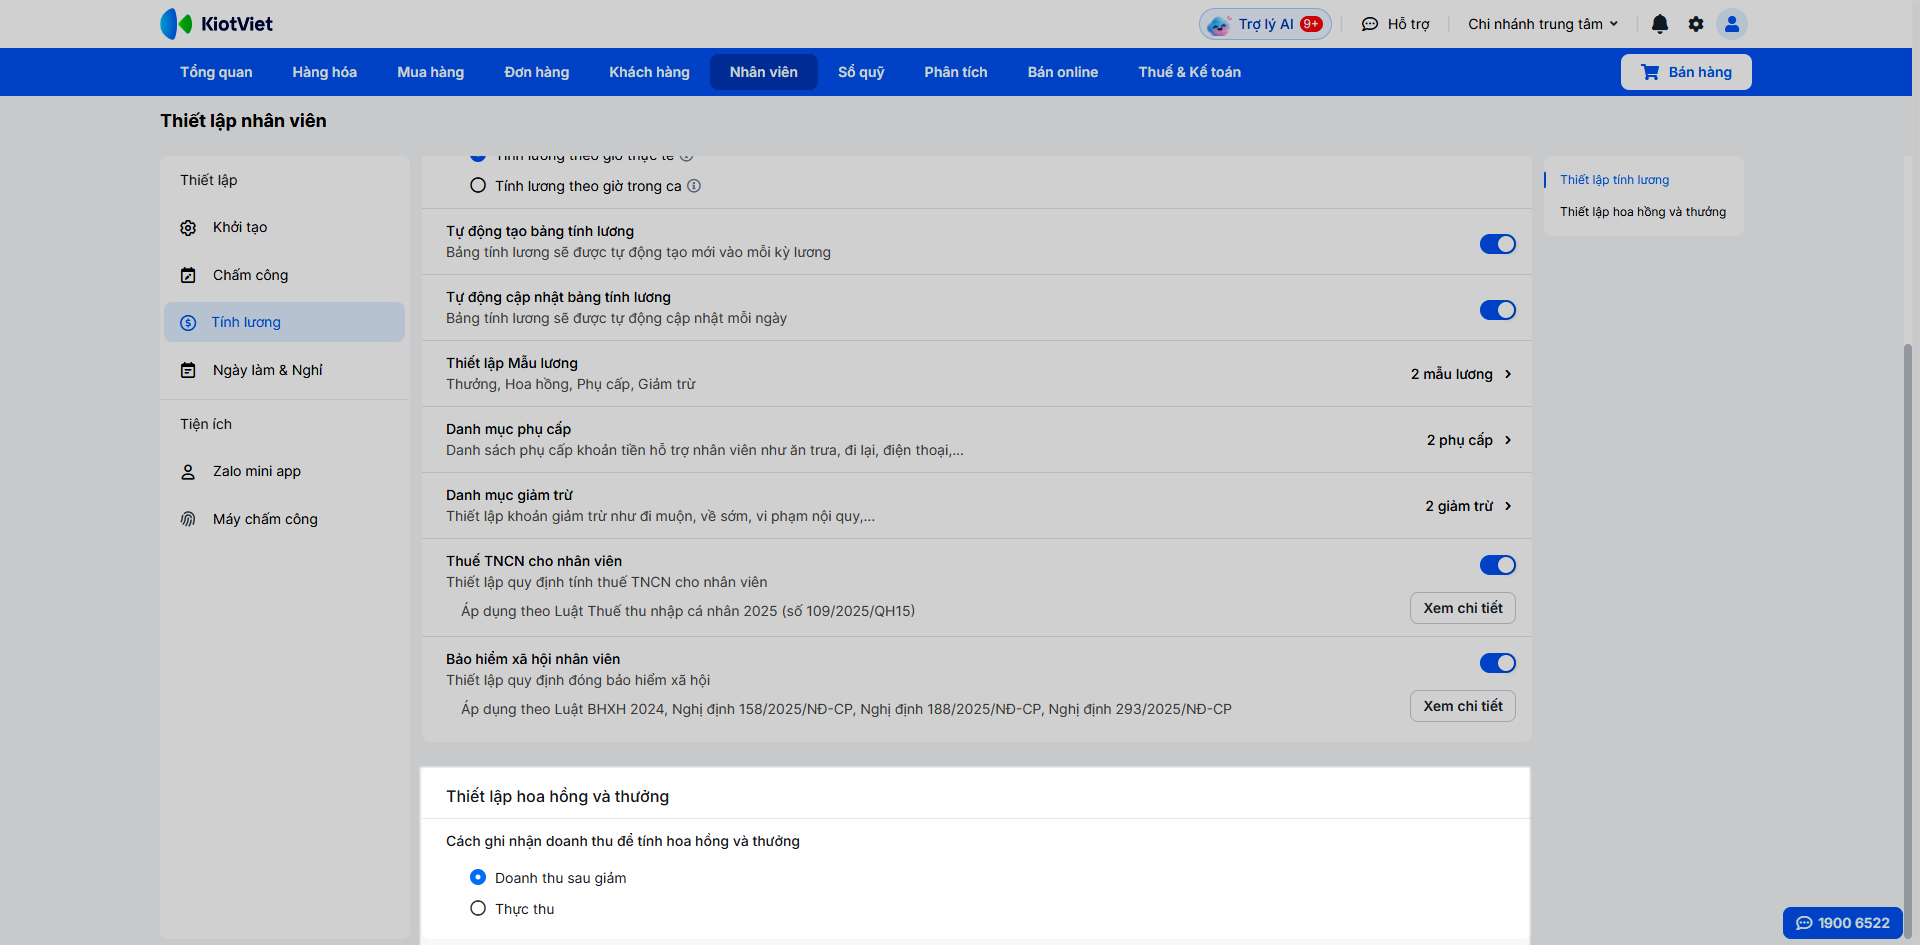 KiotViet
Trợ lý AI 9+
Hỗ trợ
Chi nhánh trung tâm
Tổng quan
Hàng hóa
Mua hàng
Đơn hàng
Khách hàng
Nhân viên
Sổ quỹ
Phân tích
Bán online
Thuế & Kế toán
Bán hàng
Thiết lập nhân viên
Thiết lập
Khởi tạo
Chấm công
Tính lương
Ngày làm & Nghỉ
Tiện ích
Zalo mini app
Máy chấm công
Tính lương theo giờ thực tế
Tính lương theo giờ trong ca
Tự động tạo bảng tính lương
Bảng tính lương sẽ được tự động tạo mới vào mỗi kỳ lương
Tự động cập nhật bảng tính lương
Bảng tính lương sẽ được tự động cập nhật mỗi ngày
Thiết lập Mẫu lương
Thưởng, Hoa hồng, Phụ cấp, Giảm trừ
2 mẫu lương
Danh mục phụ cấp
Danh sách phụ cấp khoản tiền hỗ trợ nhân viên như ăn trưa, đi lại, điện thoại,...
2 phụ cấp
Danh mục giảm trừ
Thiết lập khoản giảm trừ như đi muộn, về sớm, vi phạm nội quy,...
2 giảm trừ
Thuế TNCN cho nhân viên
Thiết lập quy định tính thuế TNCN cho nhân viên
Áp dụng theo Luật Thuế thu nhập cá nhân 2025 (số 109/2025/QH15)
Xem chi tiết
Bảo hiểm xã hội nhân viên
Thiết lập quy định đóng bảo hiểm xã hội
Áp dụng theo Luật BHXH 2024, Nghị định 158/2025/NĐ-CP, Nghị định 188/2025/NĐ-CP, Nghị định 293/2025/NĐ-CP
Xem chi tiết
Thiết lập hoa hồng và thưởng
Cách ghi nhận doanh thu để tính hoa hồng và thưởng
Doanh thu sau giảm
Thực thu
Thiết lập tính lương
Thiết lập hoa hồng và thưởng
1900 6522